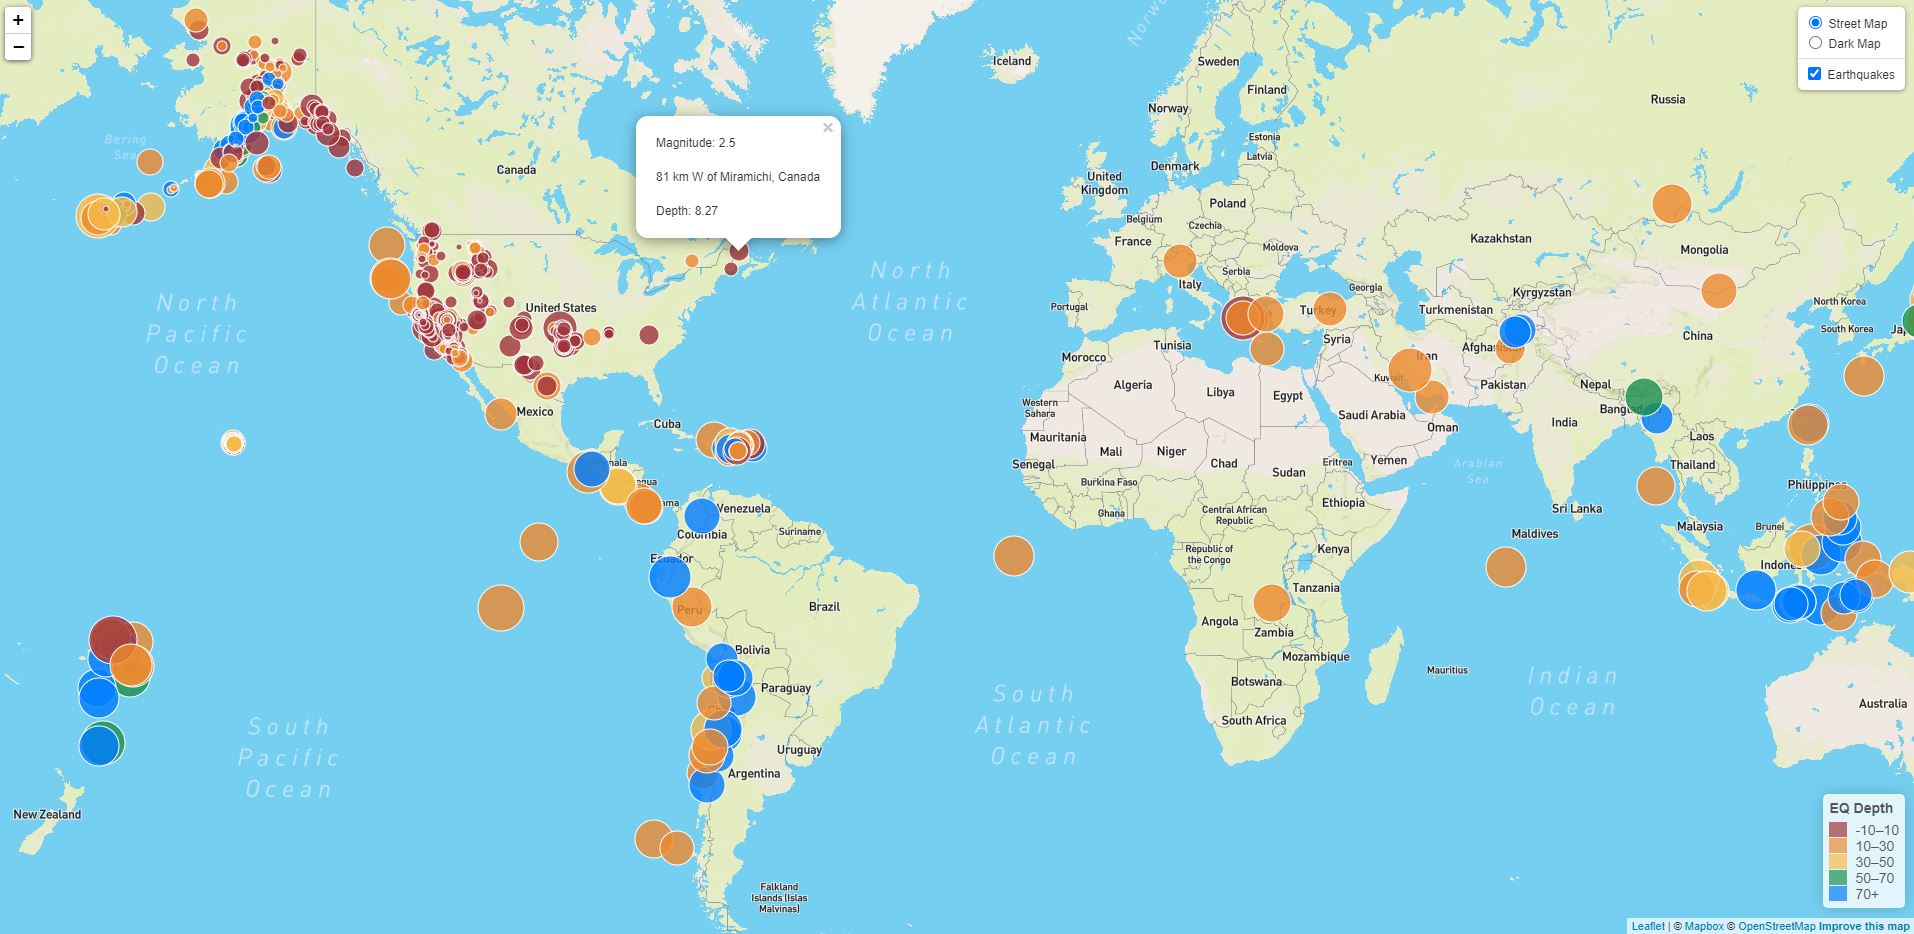 +
−
Street Map
Dark Map
Earthquakes
Magnitude: 2.5
81 km W of Miramichi, Canada
Depth: 8.27
×
Iceland
Sweden
Finland
Norway
Russia
Estonia
Latvia
Denmark
United
Kingdom
Bering
Sea
Canada
Poland
Belgium
Czechia
France
Moldova
Kazakhstan
Mongolia
Serbia
Italy
Georgia
Kyrgyzstan
North Korea
North
Pacific
Ocean
North
Atlantic
Ocean
United States
Portugal
Turkey
Turkmenistan
South Korea
China
Syria
Tunisia
Morocco
Iran
Algeria
Libya
Egypt
Pakistan
Nepal
Western
Sahara
Saudi Arabia
Mexico
Cuba
India
Oman
Mauritania
Mali
Niger
Chad
Sudan
Eritrea
Yemen
Arabian
Sea
Laos
Thailand
Senegal
Burkina Faso
Philippines
Venezuela
Ghana
Central African
Republic
Ethiopia
Sri Lanka
Colombia
Suriname
Malaysia
Brunei
Maldives
Ecuador
Republic of
the Congo
Kenya
Peru
Brazil
Tanzania
Angola
Zambia
Bolivia
Mozambique
Mauritius
Paraguay
Botswana
Indian
Ocean
South
Atlantic
Ocean
South Africa
Australia
South
Pacific
Ocean
Uruguay
Argentina
New Zealand
Falkland
Islands (Islas
Malvinas)
EQ Depth
-10–10
10–30
30–50
50–70
70+
Leaflet | © Mapbox © OpenStreetMap Improve this map